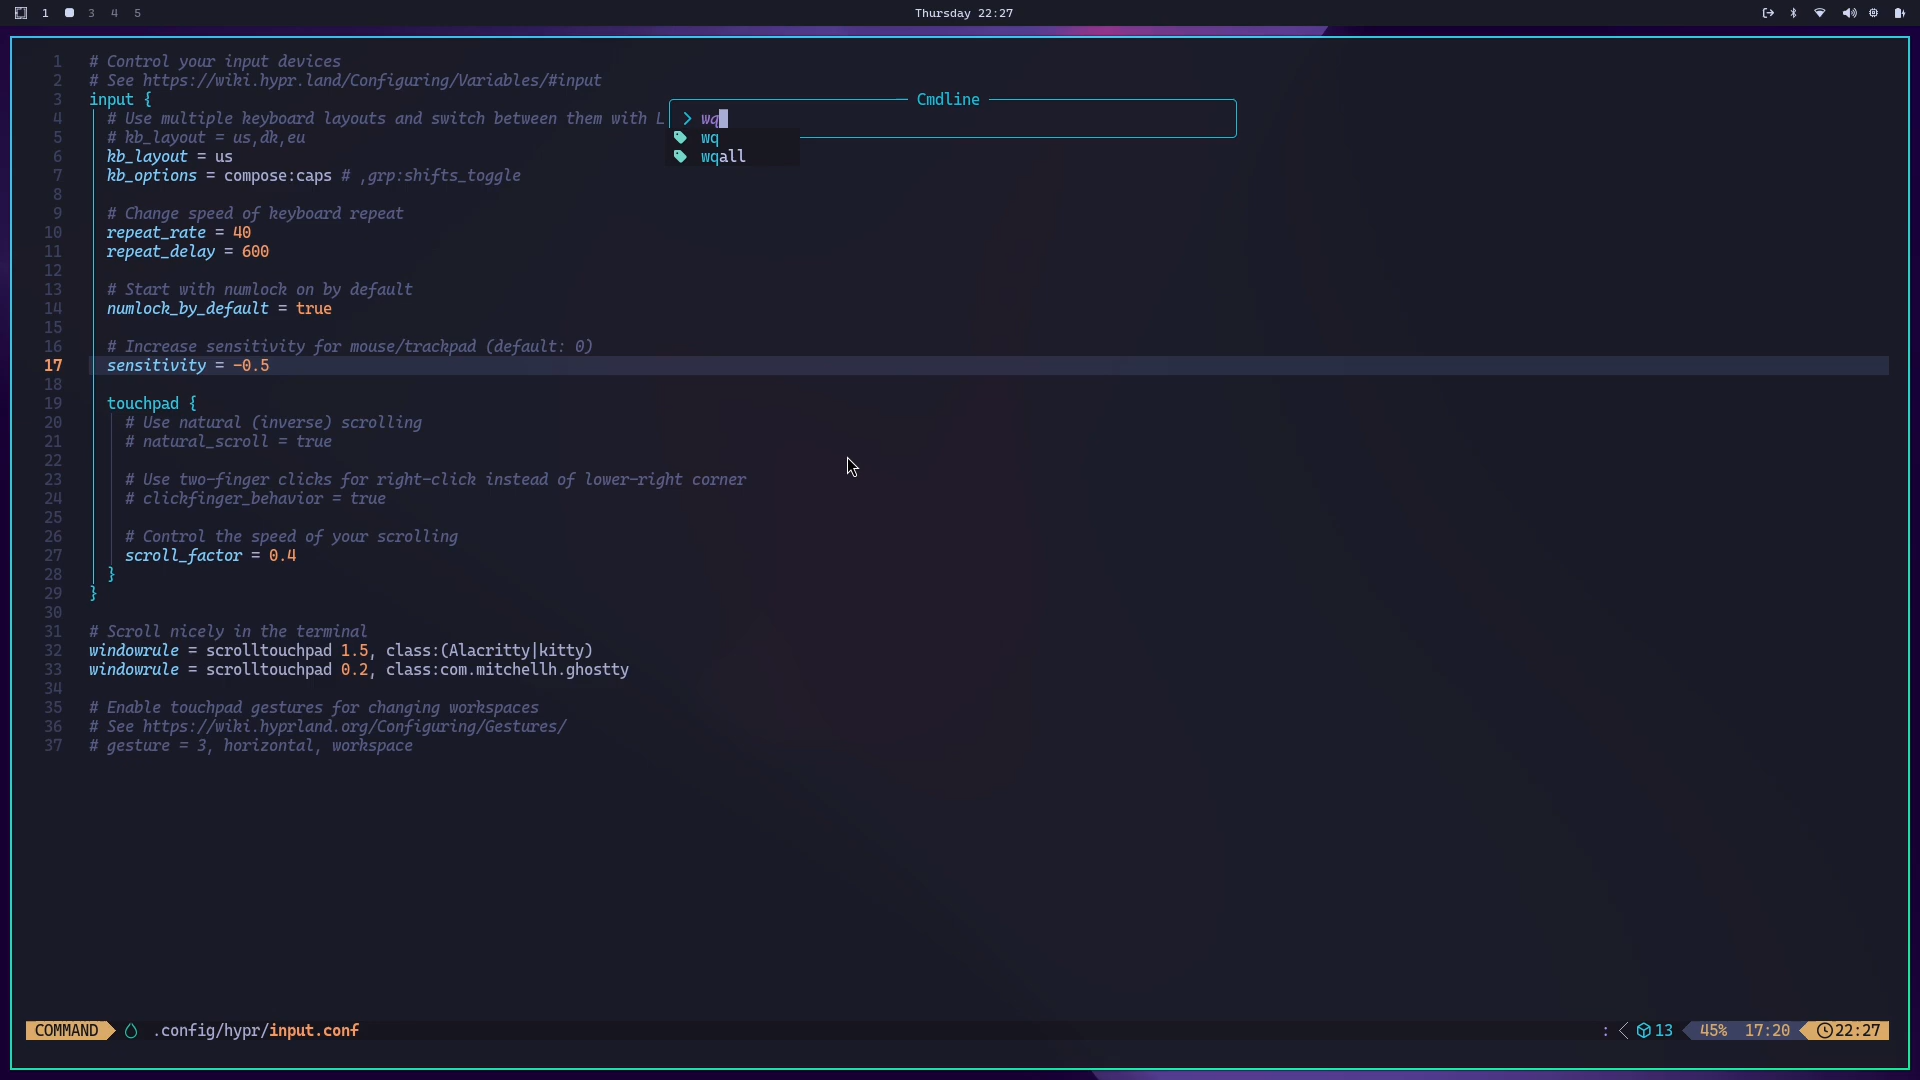 1 3 4 5
Thursday 22:27
1 # Control your input devices
2 # See https://wiki.hypr.land/Configuring/Variables/#input
3 input {
4 # Use multiple keyboard layouts and switch between them with L
5 # kb_layout = us,dk,eu
6 kb_layout = us
7 kb_options = compose:caps # ,grp:shifts_toggle
8
9 # Change speed of keyboard repeat
10 repeat_rate = 40
11 repeat_delay = 600
12
13 # Start with numlock on by default
14 numlock_by_default = true
15
16 # Increase sensitivity for mouse/trackpad (default: 0)
17 sensitivity = -0.5
18
19 touchpad {
20 # Use natural (inverse) scrolling
21 # natural_scroll = true
22
23 # Use two-finger clicks for right-click instead of lower-right corner
24 # clickfinger_behavior = true
25
26 # Control the speed of your scrolling
27 scroll_factor = 0.4
28 }
29 }
30
31 # Scroll nicely in the terminal
32 windowrule = scrolltouchpad 1.5, class:(Alacritty|kitty)
33 windowrule = scrolltouchpad 0.2, class:com.mitchellh.ghostty
34
35 # Enable touchpad gestures for changing workspaces
36 # See https://wiki.hyprland.org/Configuring/Gestures/
37 # gesture = 3, horizontal, workspace
Cmdline
> wq
wq
wqall
COMMAND .config/hypr/input.conf
: 13 45% 17:20 22:27